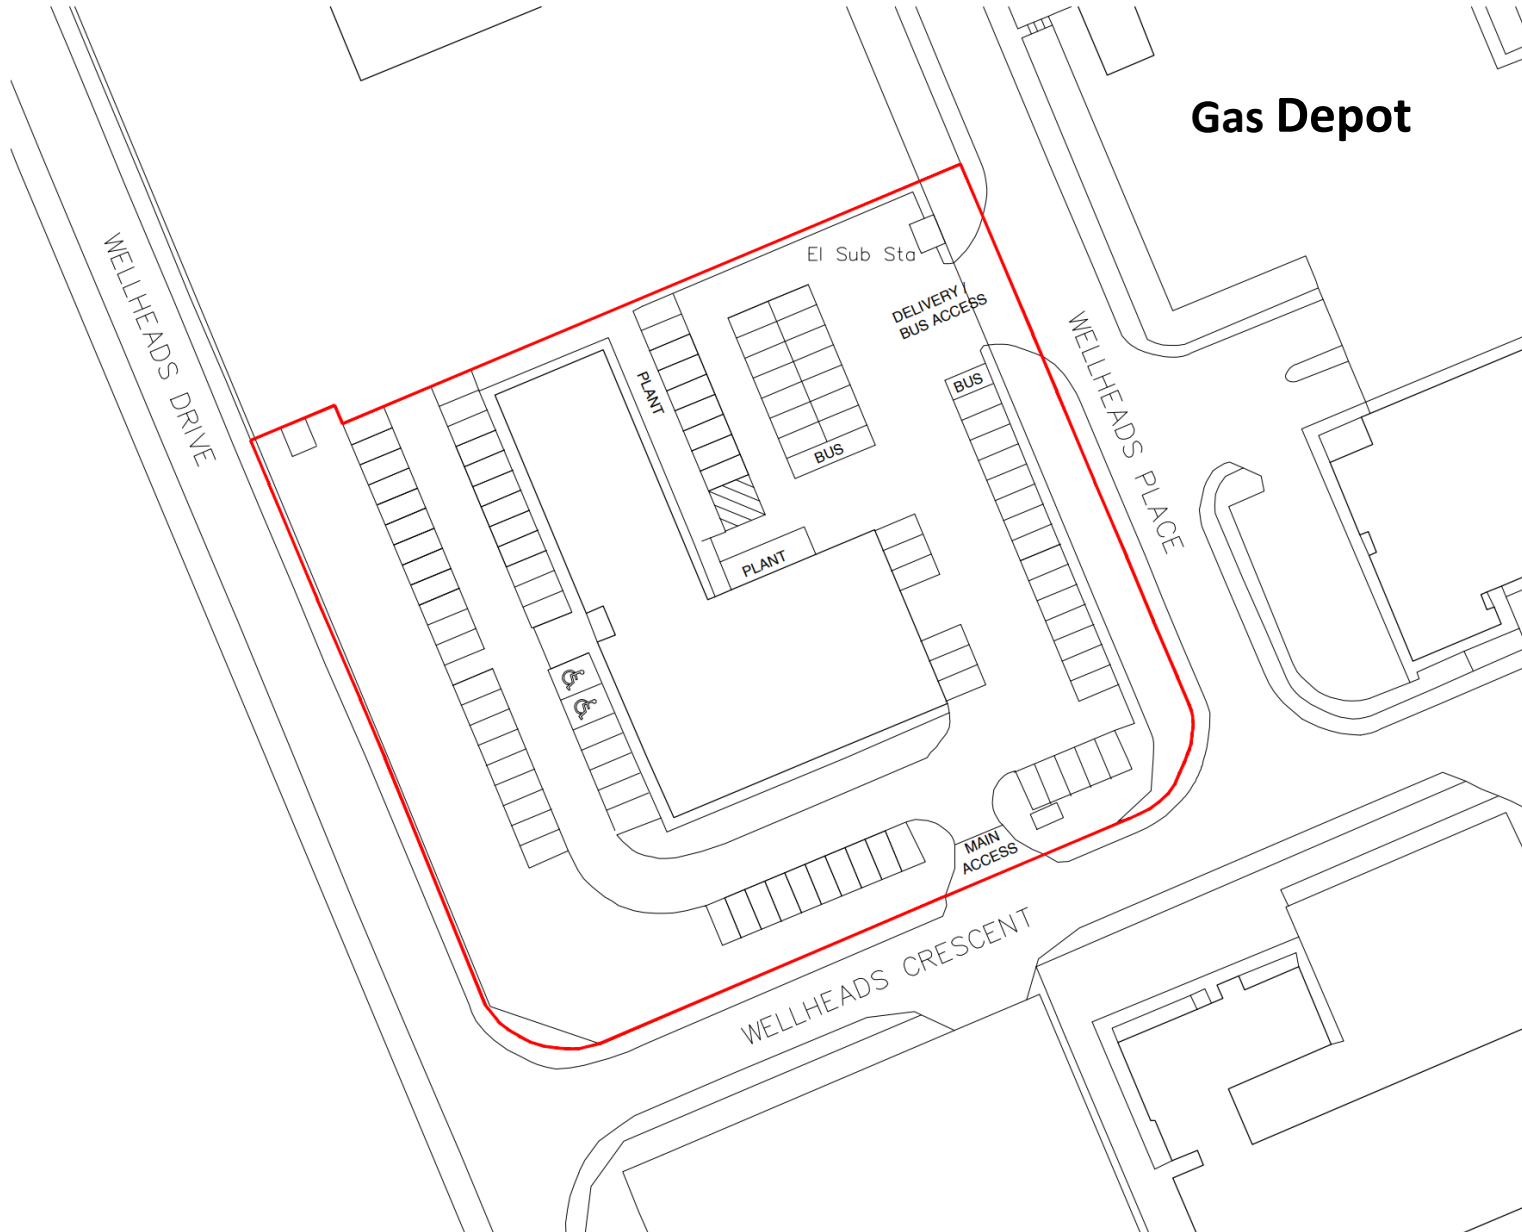 Gas Depot
WELLHEADS DRIVE
El Sub Sta
DELIVERY /
BUS ACCESS
WELLHEADS PLACE
PLANT
BUS
BUS
PLANT
MAIN
ACCESS
WELLHEADS CRESCENT